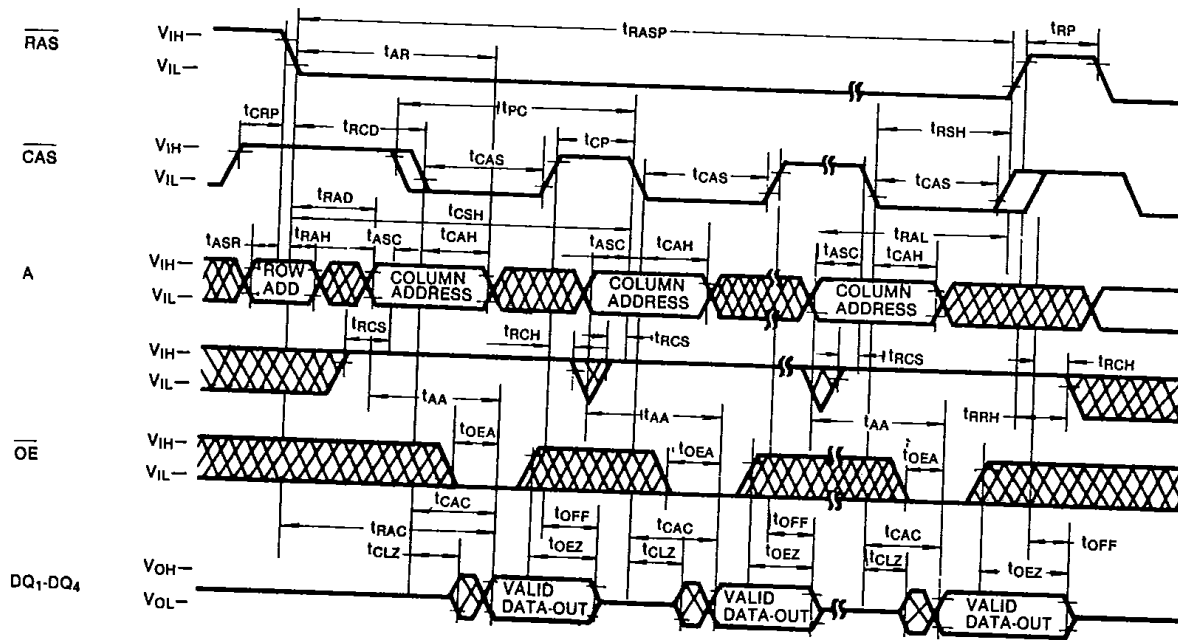 RAS VIH VIL tRASP tRP
tAR
tPC
tCRP tRCD tCP tRSH
CAS VIH VIL tCAS tCAS tCAS
tRAD tCSH tRAL
tASR tRAH tASC tCAH tASC tCAH tASC tCAH
A VIH VIL ROW ADD COLUMN ADDRESS COLUMN ADDRESS COLUMN ADDRESS
tRCS tRCH tRCS tRCS tRCH
VIH VIL
tAA tAA tAA tRRH
tOEA tOEA tOEA
OE VIH VIL
tCAC tOFF tCAC tOFF tCAC tOFF
tRAC
tCLZ tOEZ tCLZ tOEZ tCLZ tOEZ
DQ1-DQ4 VOH VOL VALID DATA-OUT VALID DATA-OUT VALID DATA-OUT